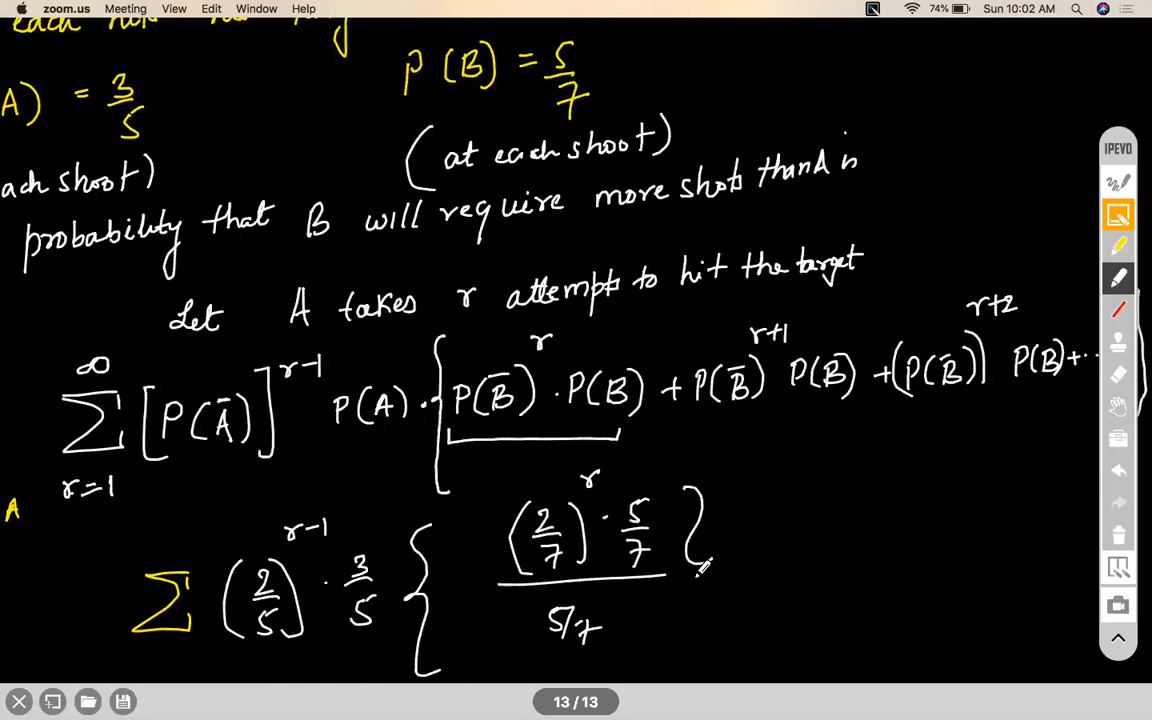 zoom.us Meeting View Edit Window Help 74% Sun 10:02 AM
P(B) = 5/7
A) = 3/5
(at each shoot)
ach shoot)
probability that B will require more shots than A is
Let A takes r attempts to hit the target
∑_{r=1}^{∞} [P(Ā)]^{r-1} P(A) · { P(B̄)^r · P(B) + P(B̄)^{r+1} P(B) + (P(B̄))^{r+2} P(B) + ··
A
∑ (2/5)^{r-1} · 3/5 { (2/7)^r · 5/7 / 5/7 }
IPEVO
13 / 13